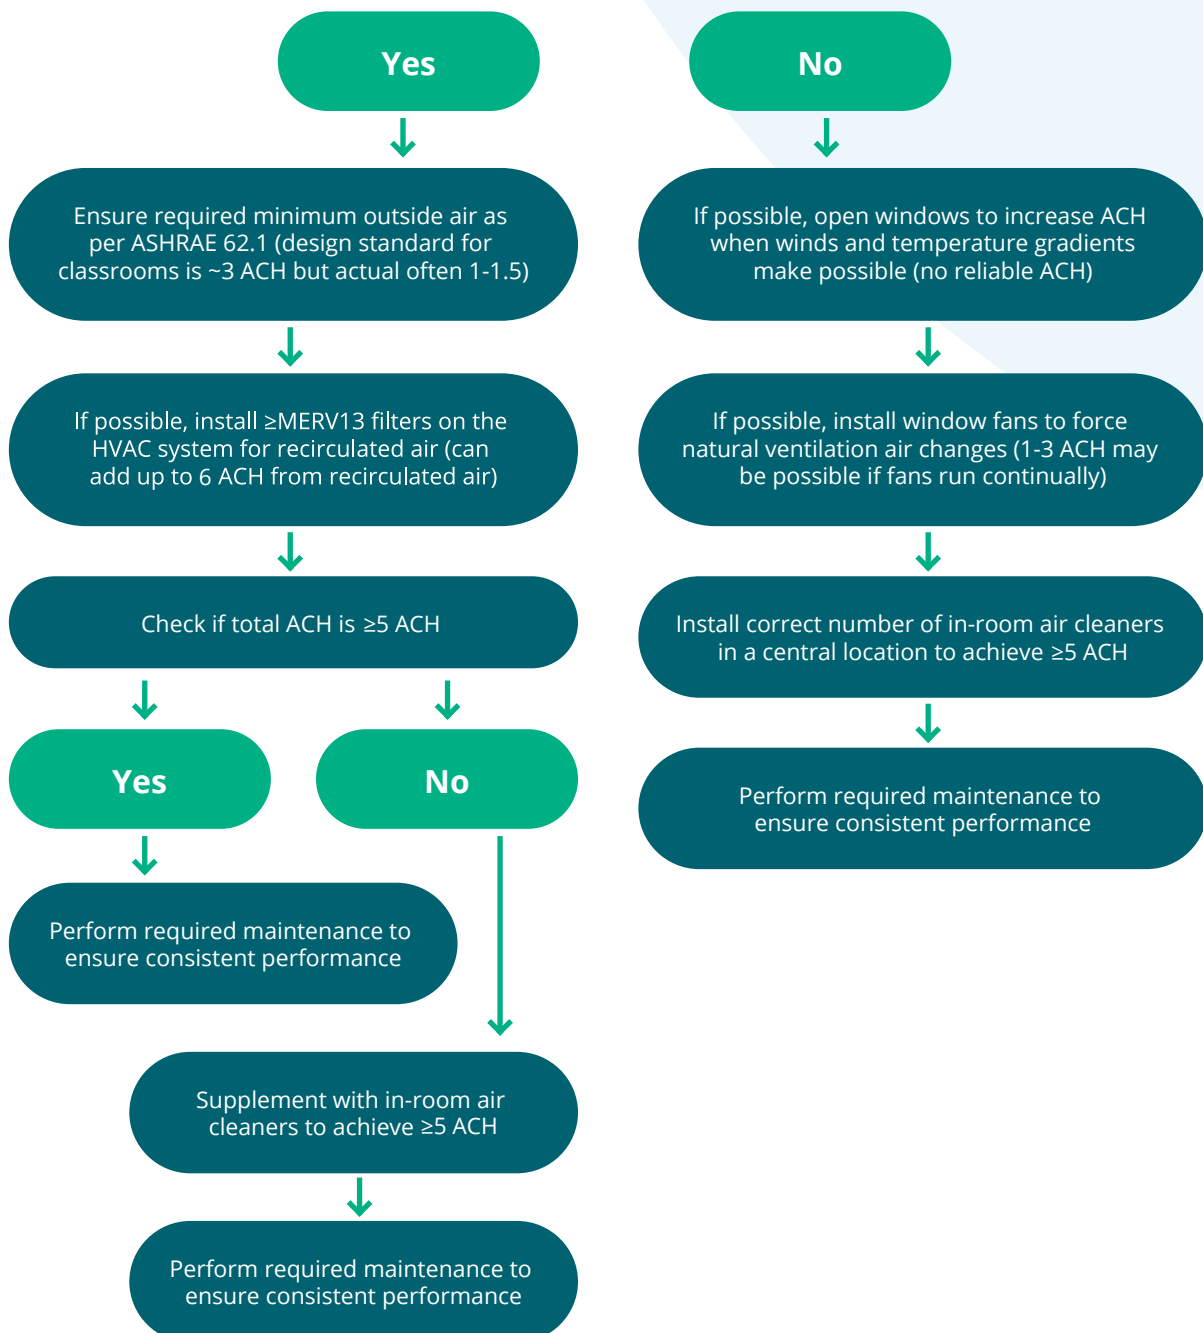 Yes
Ensure required minimum outside air as
per ASHRAE 62.1 (design standard for
classrooms is ~3 ACH but actual often 1-1.5)
If possible, install ≥MERV13 filters on the
HVAC system for recirculated air (can
add up to 6 ACH from recirculated air)
Check if total ACH is ≥5 ACH
Yes
Perform required maintenance to
ensure consistent performance
No
Supplement with in-room air
cleaners to achieve ≥5 ACH
Perform required maintenance to
ensure consistent performance
No
If possible, open windows to increase ACH
when winds and temperature gradients
make possible (no reliable ACH)
If possible, install window fans to force
natural ventilation air changes (1-3 ACH may
be possible if fans run continually)
Install correct number of in-room air cleaners
in a central location to achieve ≥5 ACH
Perform required maintenance to
ensure consistent performance